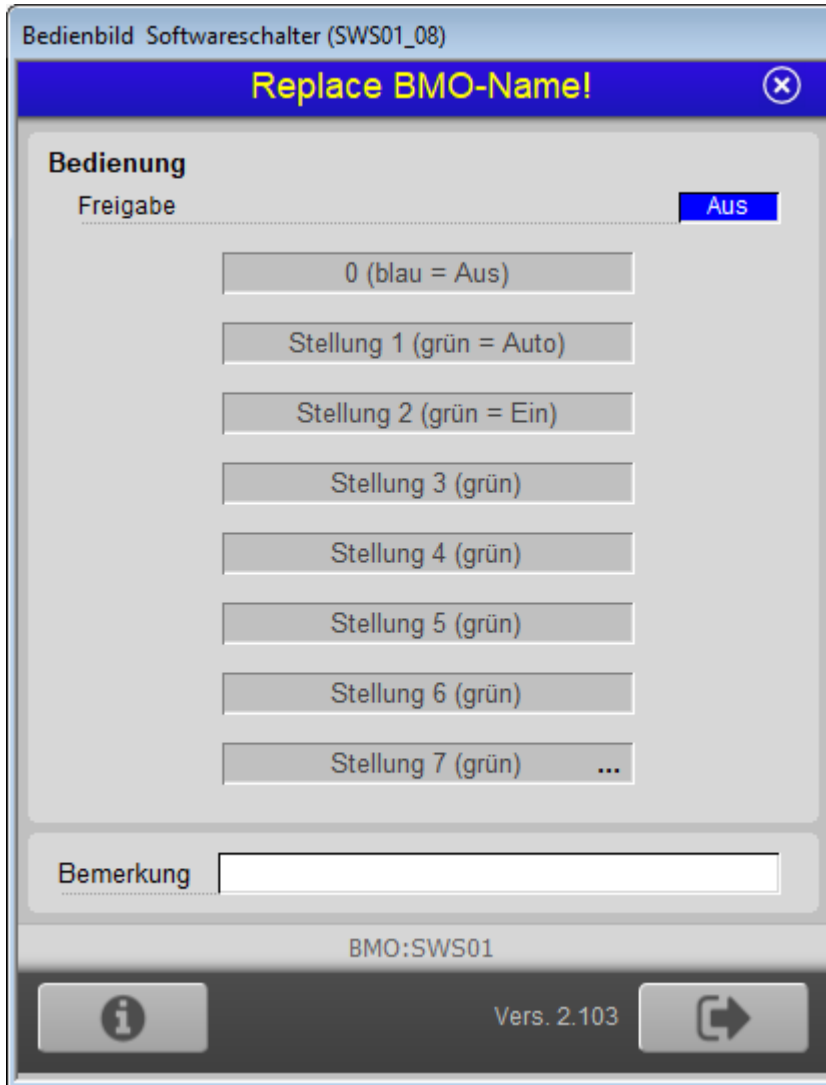 Bedienbild Softwareschalter (SWS01_08)
Replace BMO-Name!
Bedienung
Freigabe Aus
0 (blau = Aus)
Stellung 1 (grün = Auto)
Stellung 2 (grün = Ein)
Stellung 3 (grün)
Stellung 4 (grün)
Stellung 5 (grün)
Stellung 6 (grün)
Stellung 7 (grün) ...
Bemerkung
BMO:SWS01
Vers. 2.103